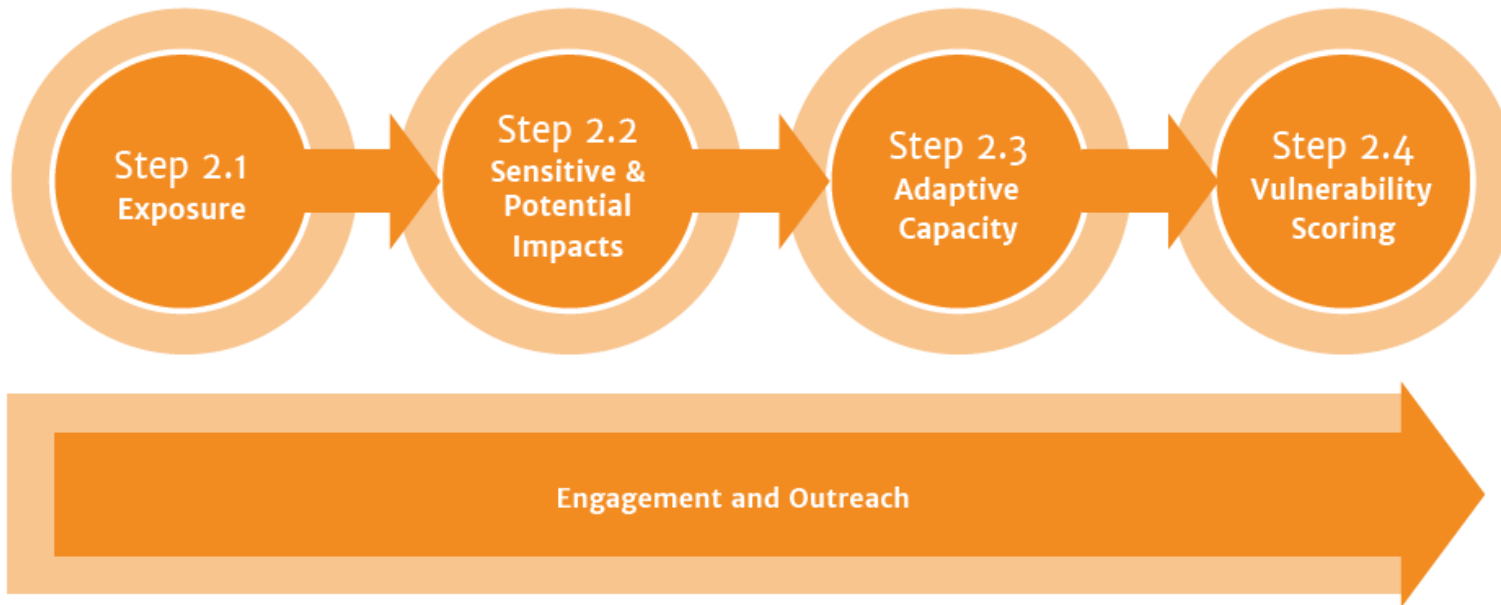 Step 2.1
Exposure
Step 2.2
Sensitive &
Potential
Impacts
Step 2.3
Adaptive
Capacity
Step 2.4
Vulnerability
Scoring
Engagement and Outreach